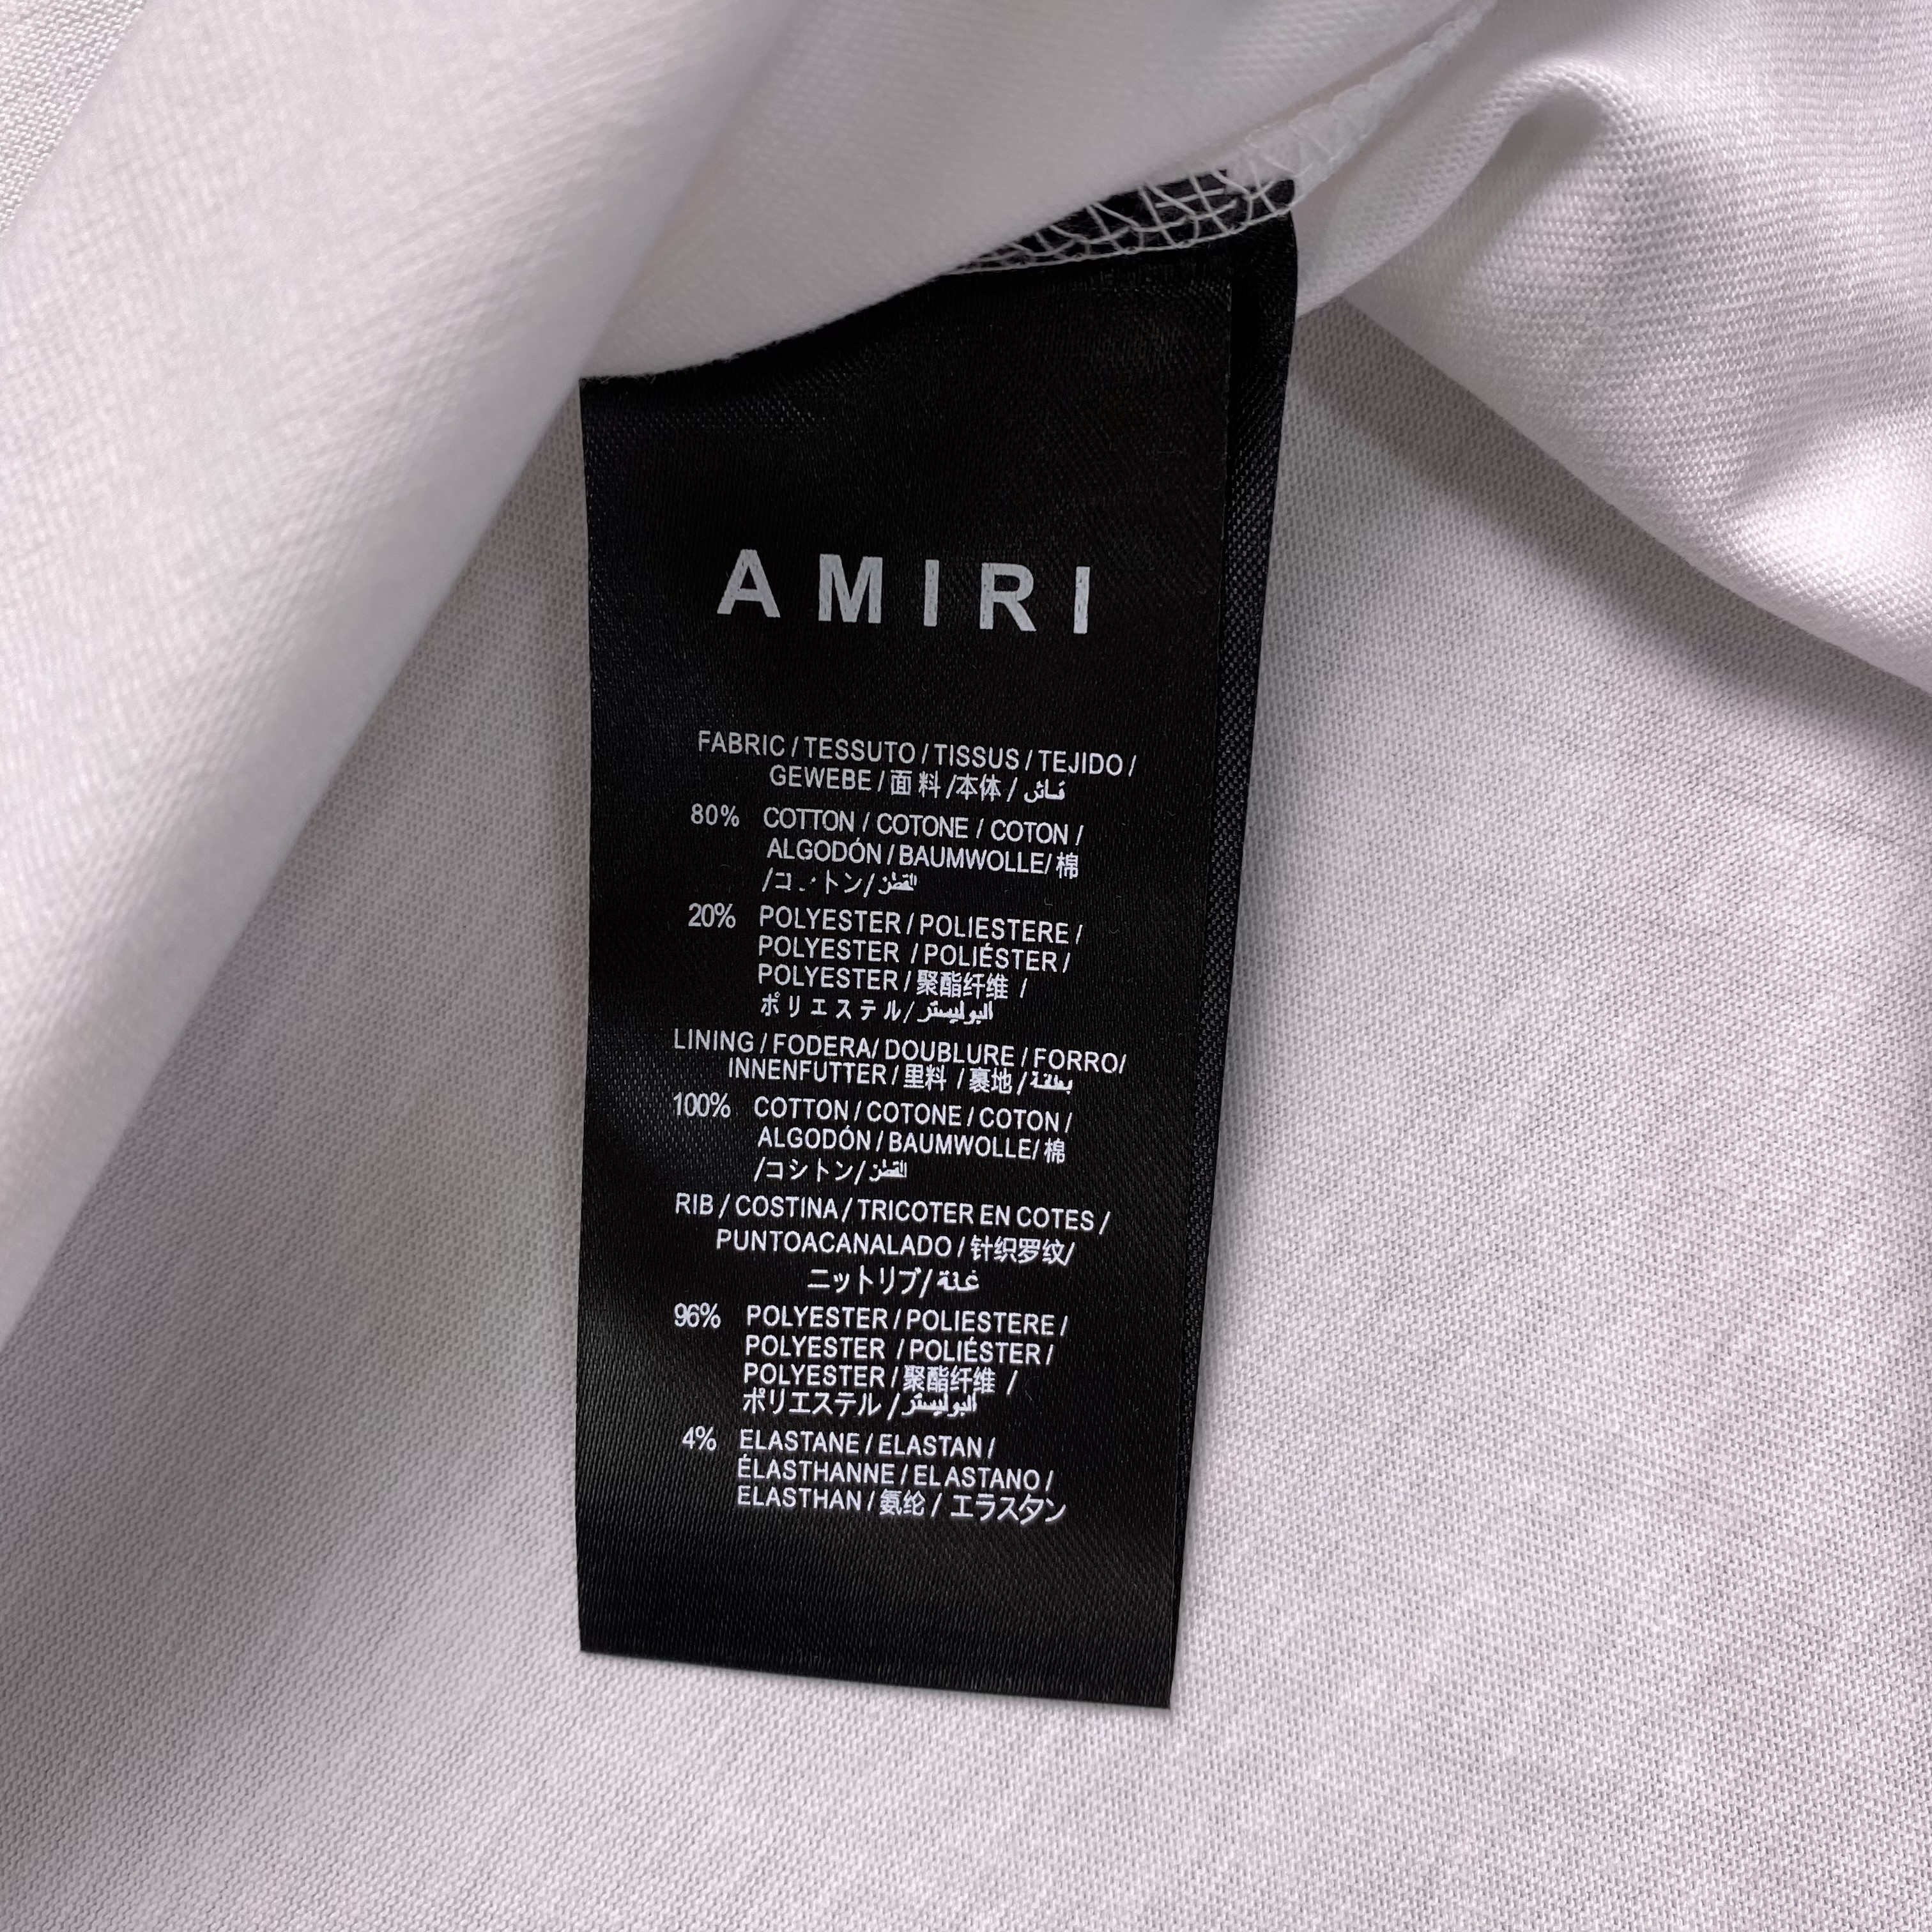 AMIRI
FABRIC / TESSUTO / TISSUS / TEJIDO /
GEWEBE / 面 料 /本体 / قماش
80% COTTON / COTONE / COTON /
ALGODÓN / BAUMWOLLE/ 棉
/コ トン/ القطن
20% POLYESTER / POLIESTERE /
POLYESTER / POLIÉSTER /
POLYESTER / 聚酯纤维 /
ポリエステル/ البوليستر
LINING / FODERA/ DOUBLURE / FORRO/
INNENFUTTER / 里料 / 裏地 /
100% COTTON / COTONE / COTON /
ALGODÓN / BAUMWOLLE/ 棉
/コシトン/ القطن
RIB / COSTINA / TRICOTER EN COTES /
PUNTOACANALADO / 针织罗纹/
ニットリブ/
96% POLYESTER / POLIESTERE /
POLYESTER / POLIÉSTER /
POLYESTER / 聚酯纤维 /
ポリエステル / البوليستر
4% ELASTANE / ELASTAN /
ÉLASTHANNE / ELASTANO /
ELASTHAN / 氨纶 / エラスタン